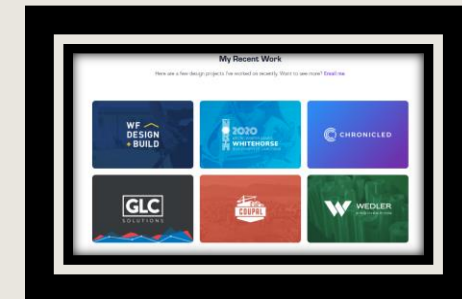 My Recent Work
Here are a few design projects I've worked on recently. Want to see more? Email me.
WF
DESIGN
+ BUILD
2020
WHITEHORSE
CHRONICLED
GLC
SOLUTIONS
COUPAL
WEDLER